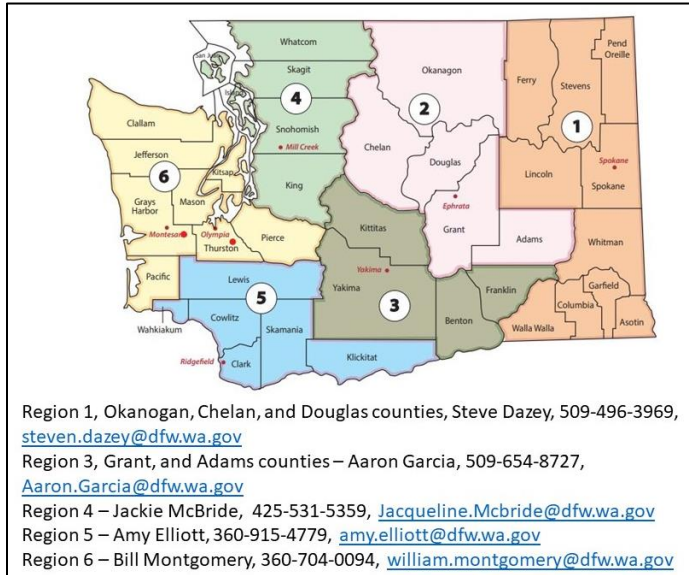 Whatcom
Pend
Oreille
San Juan
Okanagon
Ferry
Stevens
Skagit
Island
4
2
1
Clallam
Snohomish
Mill Creek
Chelan
Douglas
Spokane
Jefferson
6
Kitsap
Lincoln
Spokane
King
Ephrata
Grays
Harbor
Mason
Kittitas
Grant
Adams
Whitman
Montesano
Olympia
Thurston
Pierce
Yakima
Pacific
Lewis
Yakima
Franklin
Garfield
5
3
Columbia
Wahkiakum
Cowlitz
Benton
Walla Walla
Asotin
Skamania
Ridgefield
Clark
Klickitat
Region 1, Okanogan, Chelan, and Douglas counties, Steve Dazey, 509-496-3969,
steven.dazey@dfw.wa.gov
Region 3, Grant, and Adams counties – Aaron Garcia, 509-654-8727,
Aaron.Garcia@dfw.wa.gov
Region 4 – Jackie McBride, 425-531-5359, Jacqueline.Mcbride@dfw.wa.gov
Region 5 – Amy Elliott, 360-915-4779, amy.elliott@dfw.wa.gov
Region 6 – Bill Montgomery, 360-704-0094, william.montgomery@dfw.wa.gov